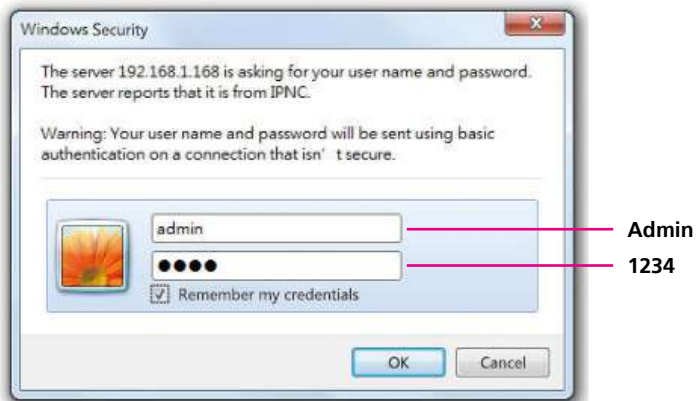 Windows Security
The server 192.168.1.168 is asking for your user name and password.
The server reports that it is from IPNC.
Warning: Your user name and password will be sent using basic
authentication on a connection that isn' t secure.
admin
Admin
●●●●
1234
Remember my credentials
OK
Cancel